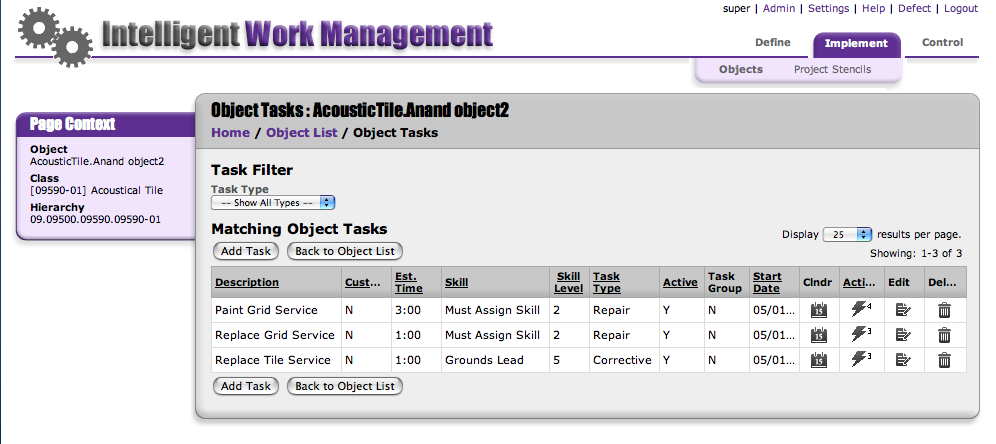 super | Admin | Settings | Help | Defect | Logout
Intelligent Work Management
Define Implement Control
Objects Project Stencils
Page Context
Object
AcousticTile.Anand object2
Class
[09590-01] Acoustical Tile
Hierarchy
09.09500.09590.09590-01
Object Tasks : AcousticTile.Anand object2
Home / Object List / Object Tasks
Task Filter
Task Type
-- Show All Types --
Matching Object Tasks
Display 25 results per page.
Add Task Back to Object List
Showing: 1-3 of 3
Description Cust... Est. Time Skill Skill Level Task Type Active Task Group Start Date Clndr Acti... Edit Del...
Paint Grid Service N 3:00 Must Assign Skill 2 Repair Y N 05/01... 15 4
Replace Grid Service N 1:00 Must Assign Skill 2 Repair Y N 05/01... 15 3
Replace Tile Service N 1:00 Grounds Lead 5 Corrective Y N 05/01... 15 3
Add Task Back to Object List